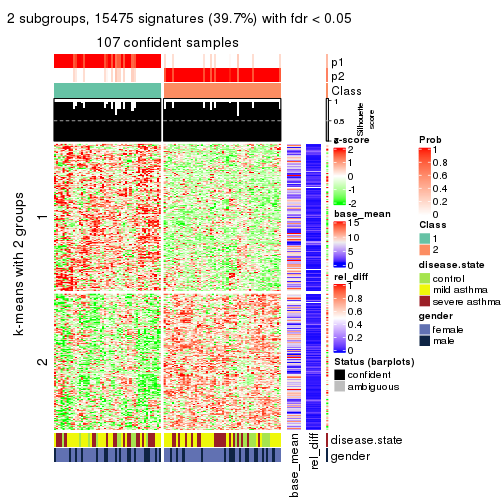 2 subgroups, 15475 signatures (39.7%) with fdr < 0.05
107 confident samples
p1
p2
Class
1
0.5
0
Silhouette
score
k-means with 2 groups
1
2
z-score
2
1
0
-1
-2
base_mean
15
10
5
0
rel_diff
1
0.8
0.6
0.4
0.2
0
Status (barplots)
confident
ambiguous
Prob
1
0.8
0.6
0.4
0.2
0
Class
1
2
disease.state
control
mild asthma
severe asthma
gender
female
male
disease.state
gender
base_mean
rel_diff